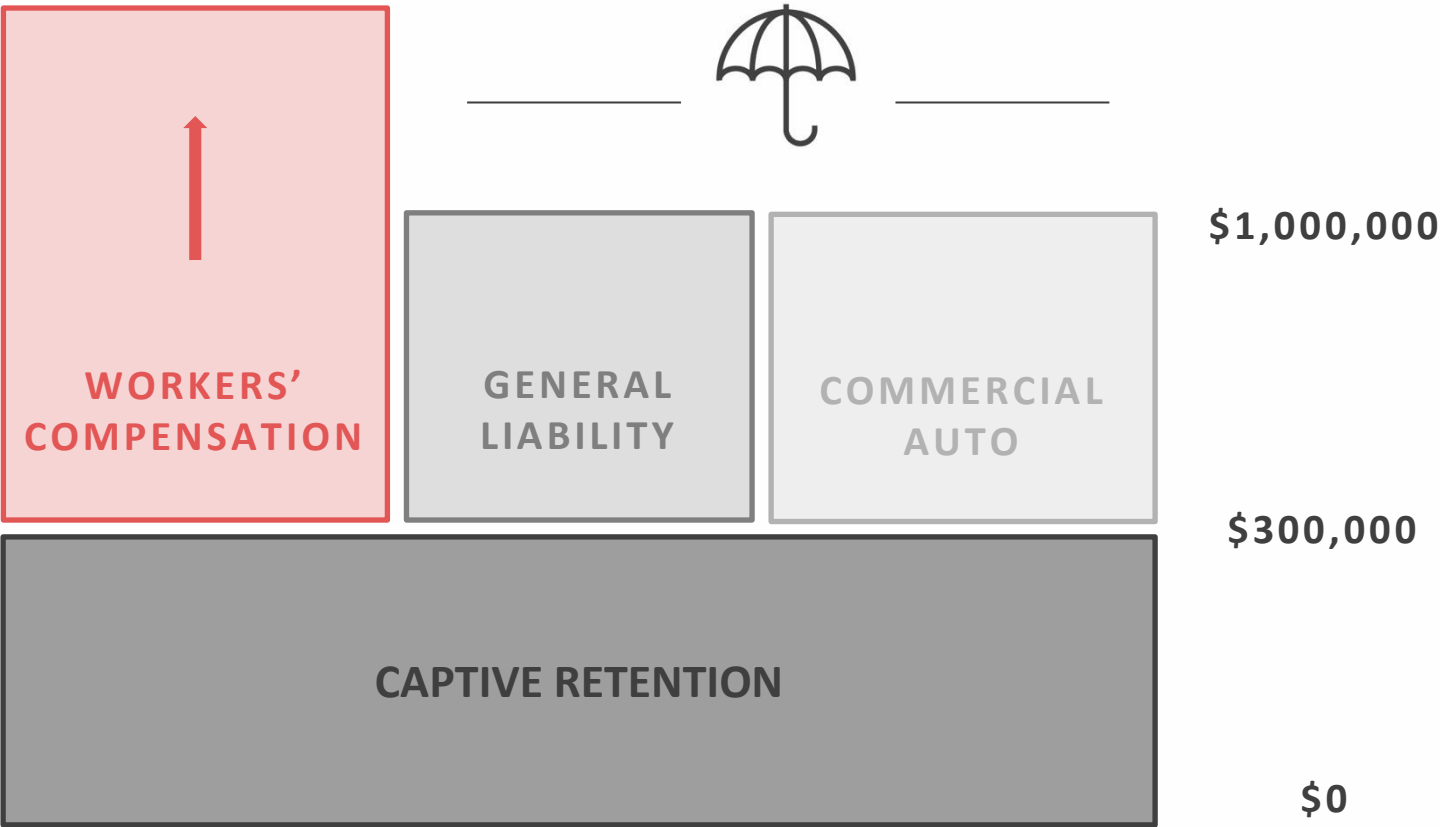 $1,000,000
WORKERS’
COMPENSATION
GENERAL
LIABILITY
COMMERCIAL
AUTO
$300,000
CAPTIVE RETENTION
$0